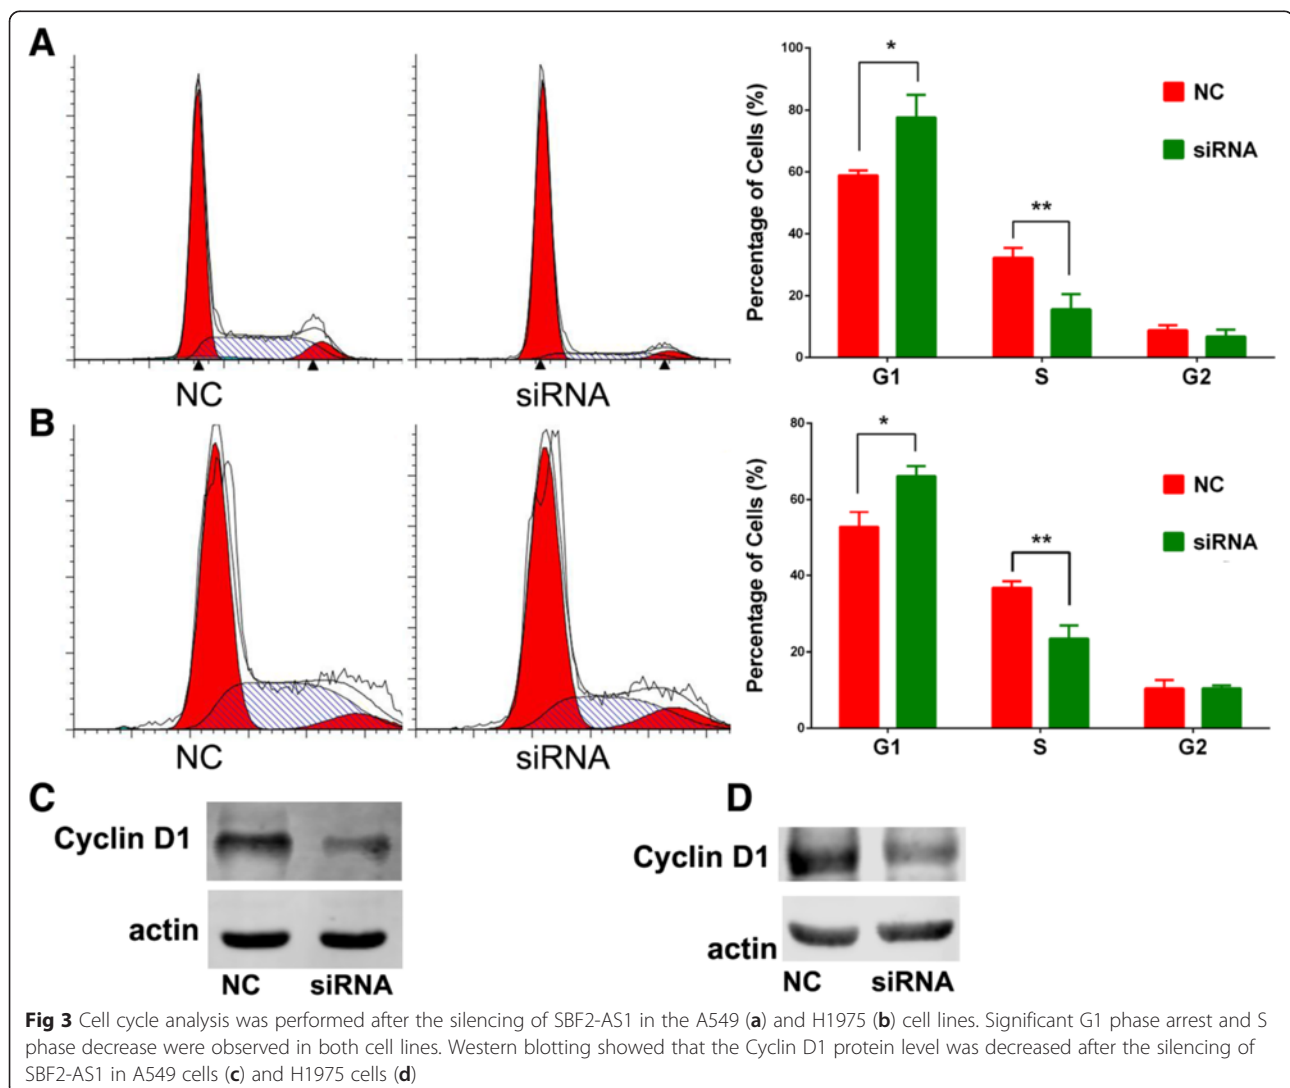 A
100
80
60
40
20
0
Percentage of Cells (%)
*
**
NC
siRNA
G1 S G2
NC siRNA
B
80
60
40
20
0
Percentage of Cells (%)
*
**
NC
siRNA
G1 S G2
NC siRNA
C
Cyclin D1
actin
NC siRNA
D
Cyclin D1
actin
NC siRNA
Fig 3 Cell cycle analysis was performed after the silencing of SBF2-AS1 in the A549 (a) and H1975 (b) cell lines. Significant G1 phase arrest and S
phase decrease were observed in both cell lines. Western blotting showed that the Cyclin D1 protein level was decreased after the silencing of
SBF2-AS1 in A549 cells (c) and H1975 cells (d)